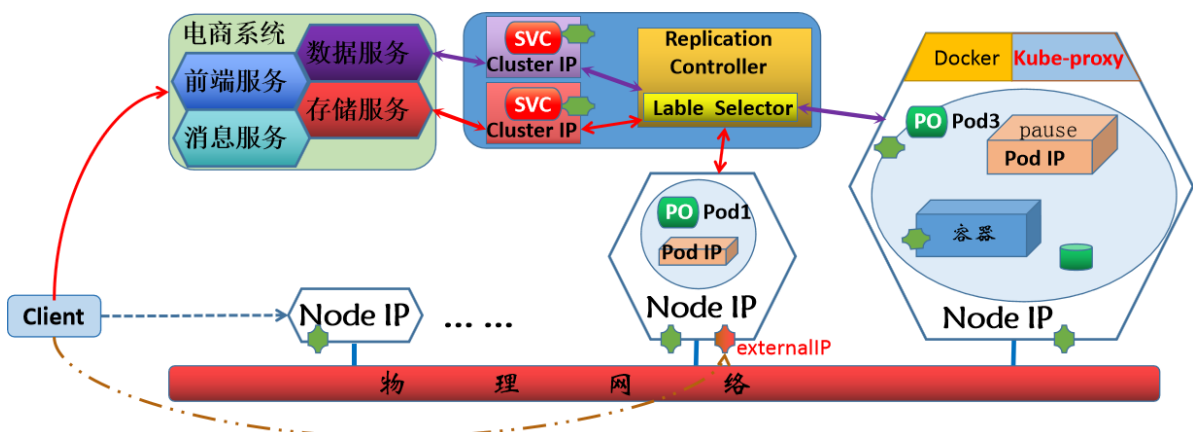 电商系统
数据服务
前端服务
存储服务
消息服务
SVC
Cluster IP
SVC
Cluster IP
Replication
Controller
Lable Selector
Docker
Kube-proxy
PO Pod3
pause
Pod IP
容器
Node IP
PO Pod1
Pod IP
Node IP
externalIP
Client
Node IP
... ...
物 理 网 络